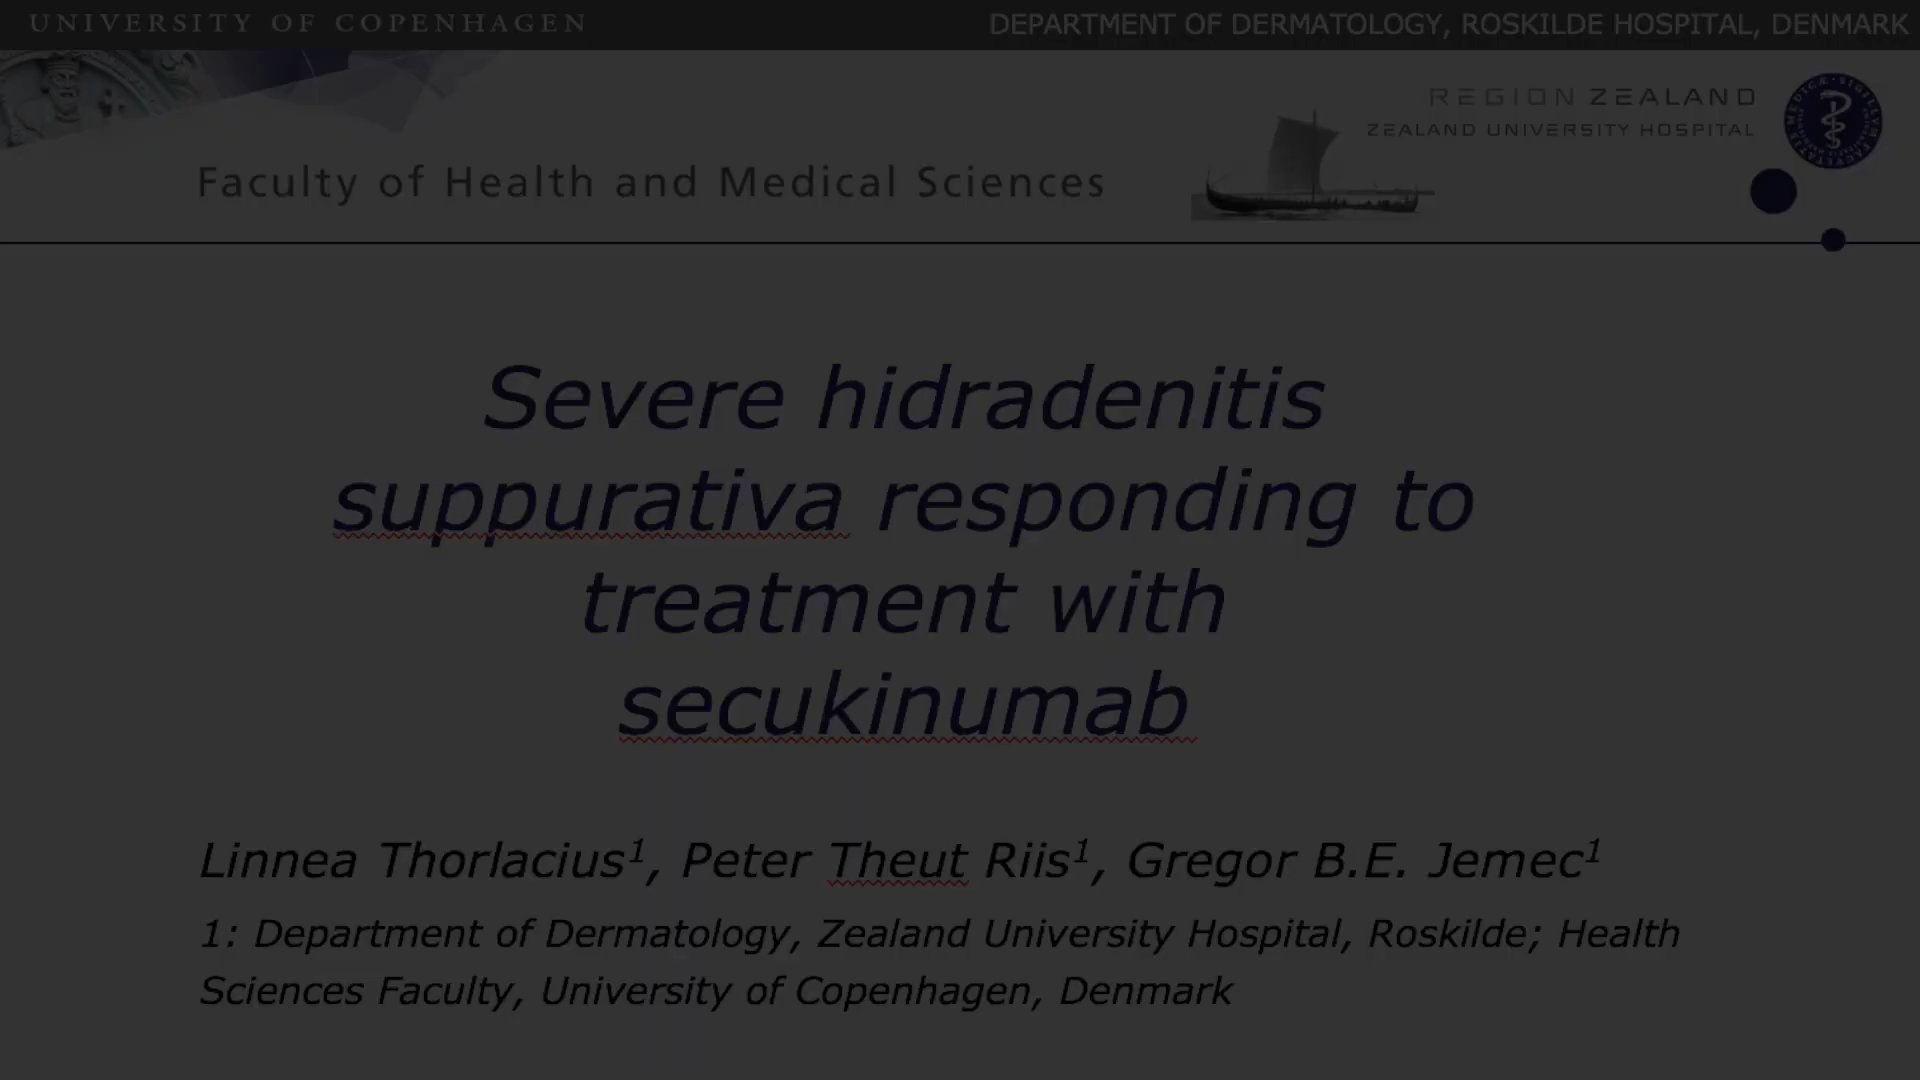 UNIVERSITY OF COPENHAGEN
DEPARTMENT OF DERMATOLOGY, ROSKILDE HOSPITAL, DENMARK
REGION ZEALAND
ZEALAND UNIVERSITY HOSPITAL
Faculty of Health and Medical Sciences
Severe hidradenitis
suppurativa responding to
treatment with
secukinumab
Linnea Thorlacius¹, Peter Theut Riis¹, Gregor B.E. Jemec¹
1: Department of Dermatology, Zealand University Hospital, Roskilde; Health
Sciences Faculty, University of Copenhagen, Denmark